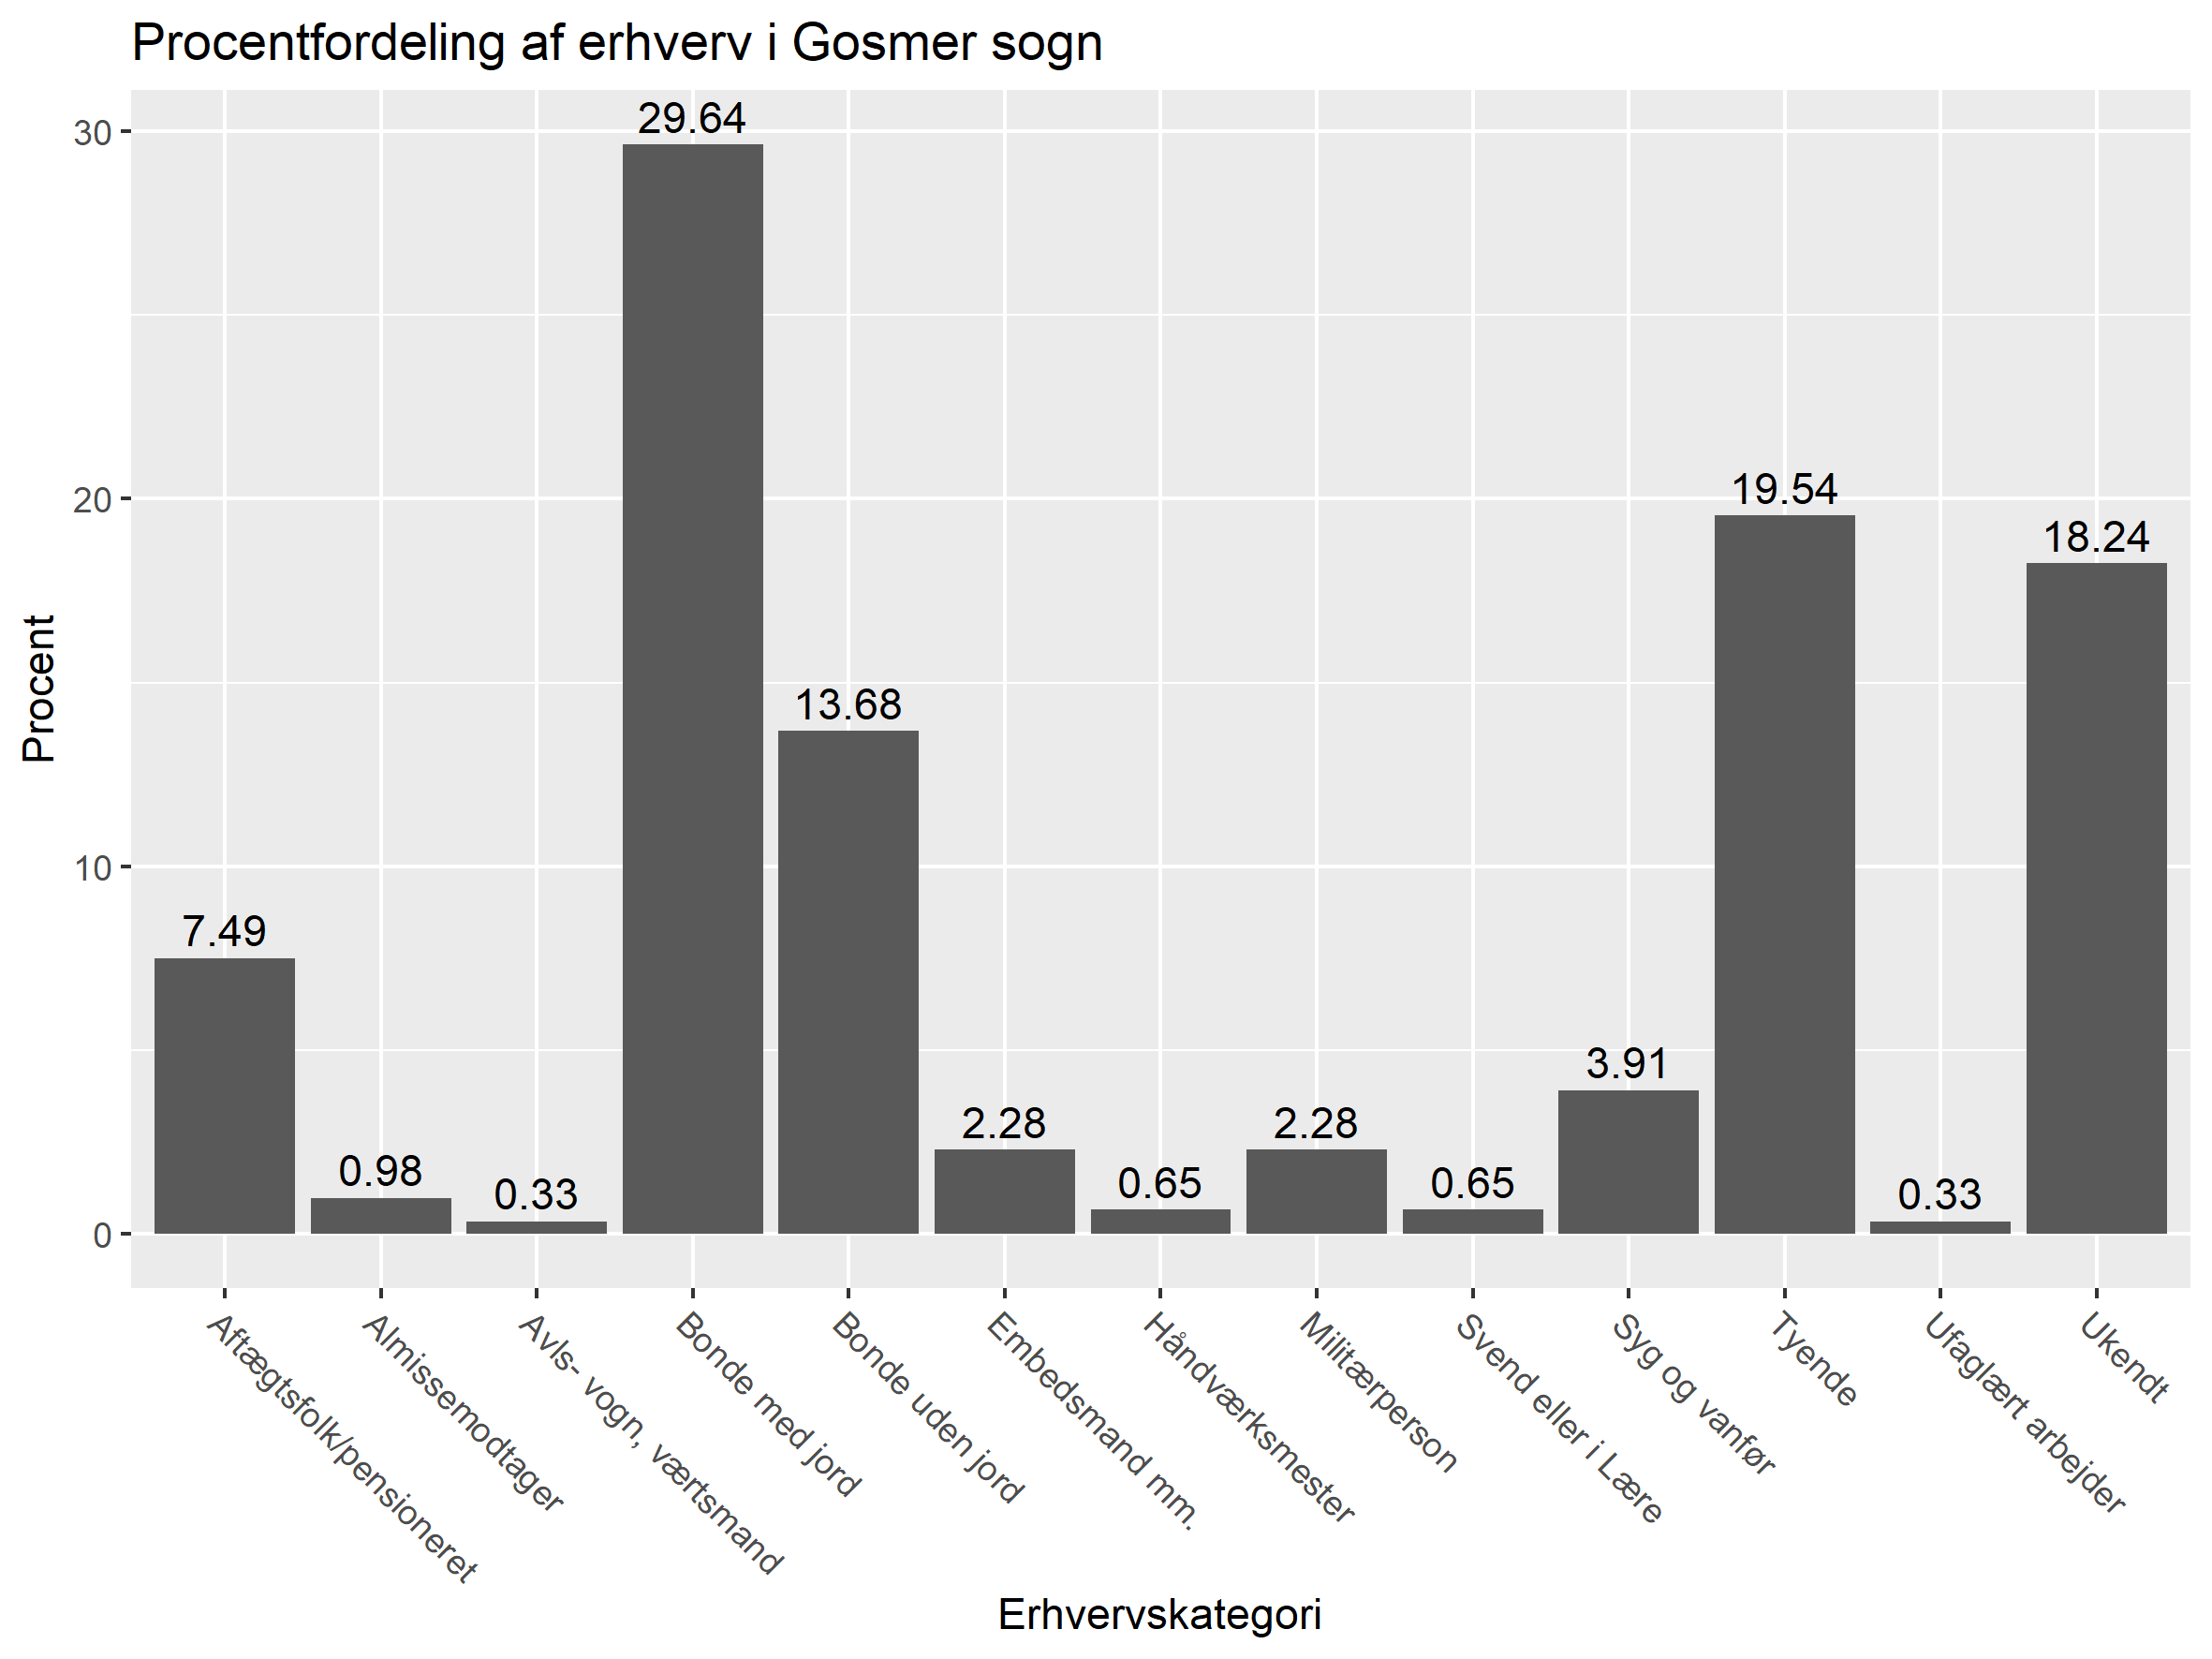 Procentfordeling af erhverv i Gosmer sogn
Procent
30
20
10
0
7.49
0.98
0.33
29.64
13.68
2.28
0.65
2.28
0.65
3.91
19.54
0.33
18.24
Aftægtsfolk/pensioneret
Almissemodtager
Avls- vogn, værtsmand
Bonde med jord
Bonde uden jord
Embedsmand mm.
Håndværksmester
Militærperson
Svend eller i Lære
Syg og vanfør
Tyende
Ufaglært arbejder
Ukendt
Erhvervskategori